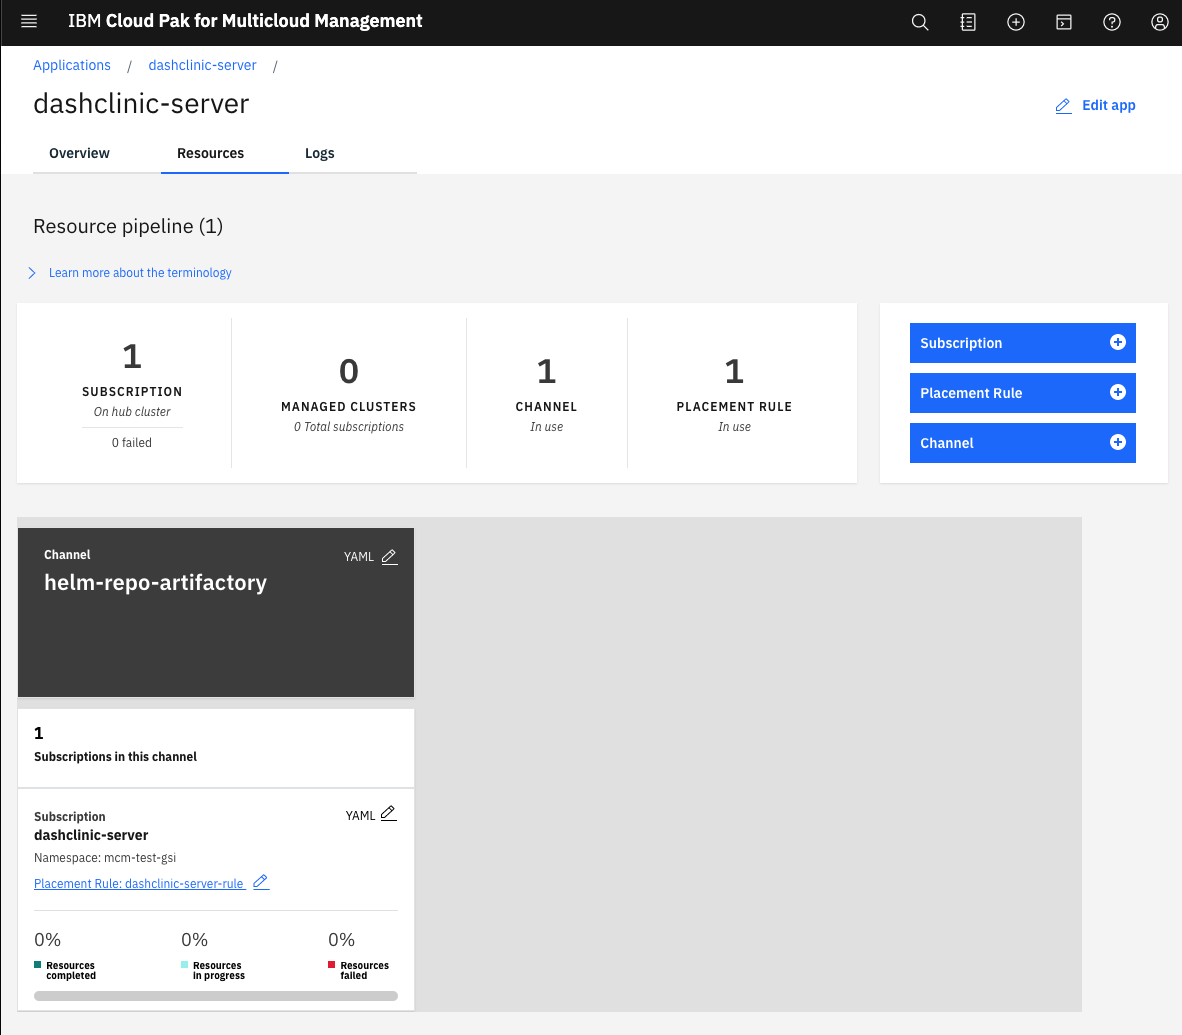 IBM Cloud Pak for Multicloud Management
Applications / dashclinic-server /
dashclinic-server
Edit app
Overview Resources Logs
Resource pipeline (1)
Learn more about the terminology
1
SUBSCRIPTION
On hub cluster
0 failed
0
MANAGED CLUSTERS
0 Total subscriptions
1
CHANNEL
In use
1
PLACEMENT RULE
In use
Subscription
Placement Rule
Channel
Channel
YAML
helm-repo-artifactory
1
Subscriptions in this channel
Subscription
YAML
dashclinic-server
Namespace: mcm-test-gsi
Placement Rule: dashclinic-server-rule
0% 0% 0%
Resources
completed
Resources
in progress
Resources
failed